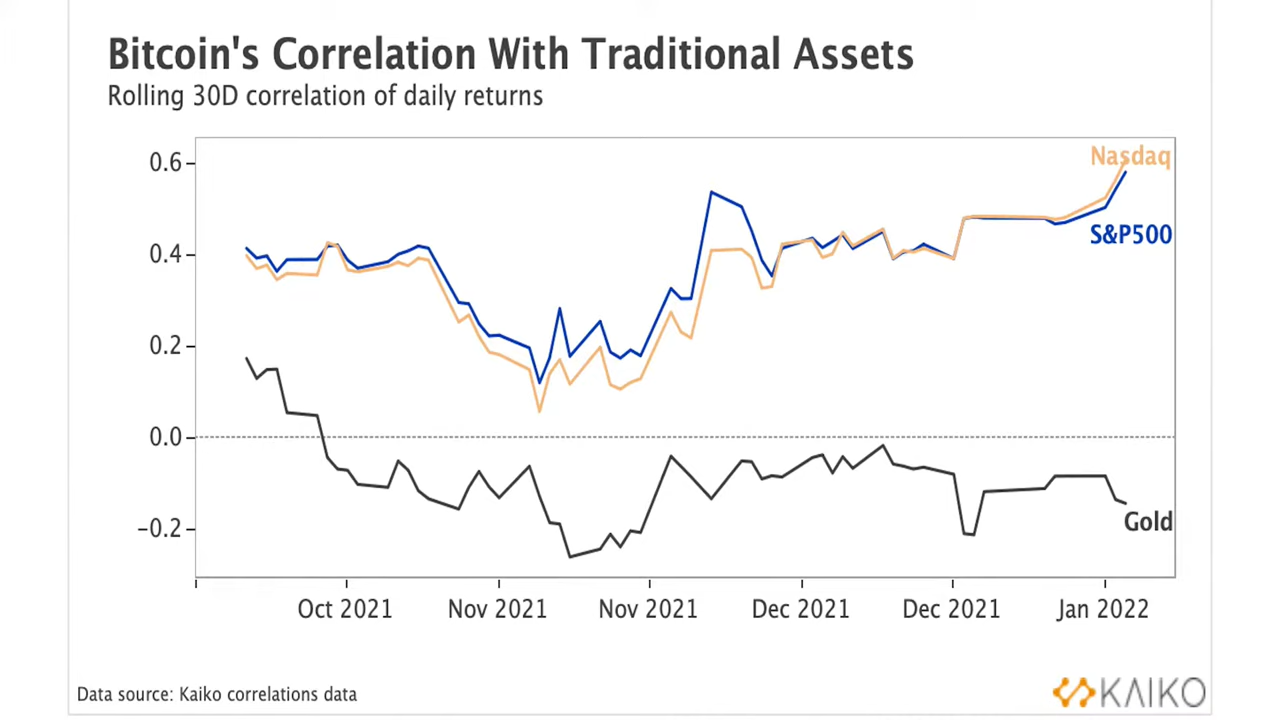 Bitcoin's Correlation With Traditional Assets
Rolling 30D correlation of daily returns
0.6
Nasdaq
S&P500
0.4
0.2
0.0
−0.2
Gold
Oct 2021 Nov 2021 Nov 2021 Dec 2021 Dec 2021 Jan 2022
Data source: Kaiko correlations data
KAIKO